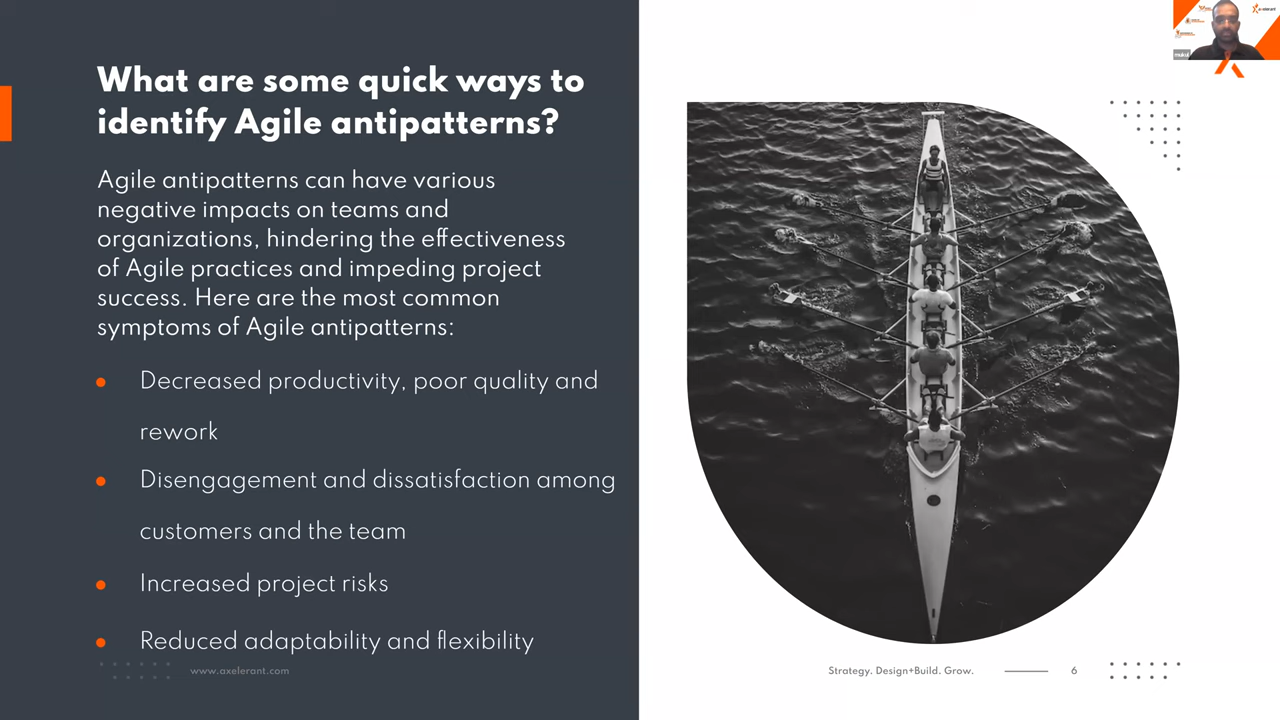 What are some quick ways to
identify Agile antipatterns?
Agile antipatterns can have various
negative impacts on teams and
organizations, hindering the effectiveness
of Agile practices and impeding project
success. Here are the most common
symptoms of Agile antipatterns:
Decreased productivity, poor quality and
rework
Disengagement and dissatisfaction among
customers and the team
Increased project risks
Reduced adaptability and flexibility
www.axelerant.com
Strategy. Design+Build. Grow.
6
mukul
axelerant